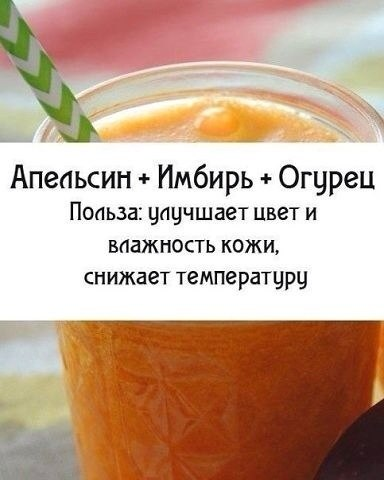 Апельсин + Имбирь + Огурец
Польза: улучшает цвет и
влажность кожи,
снижает температуру